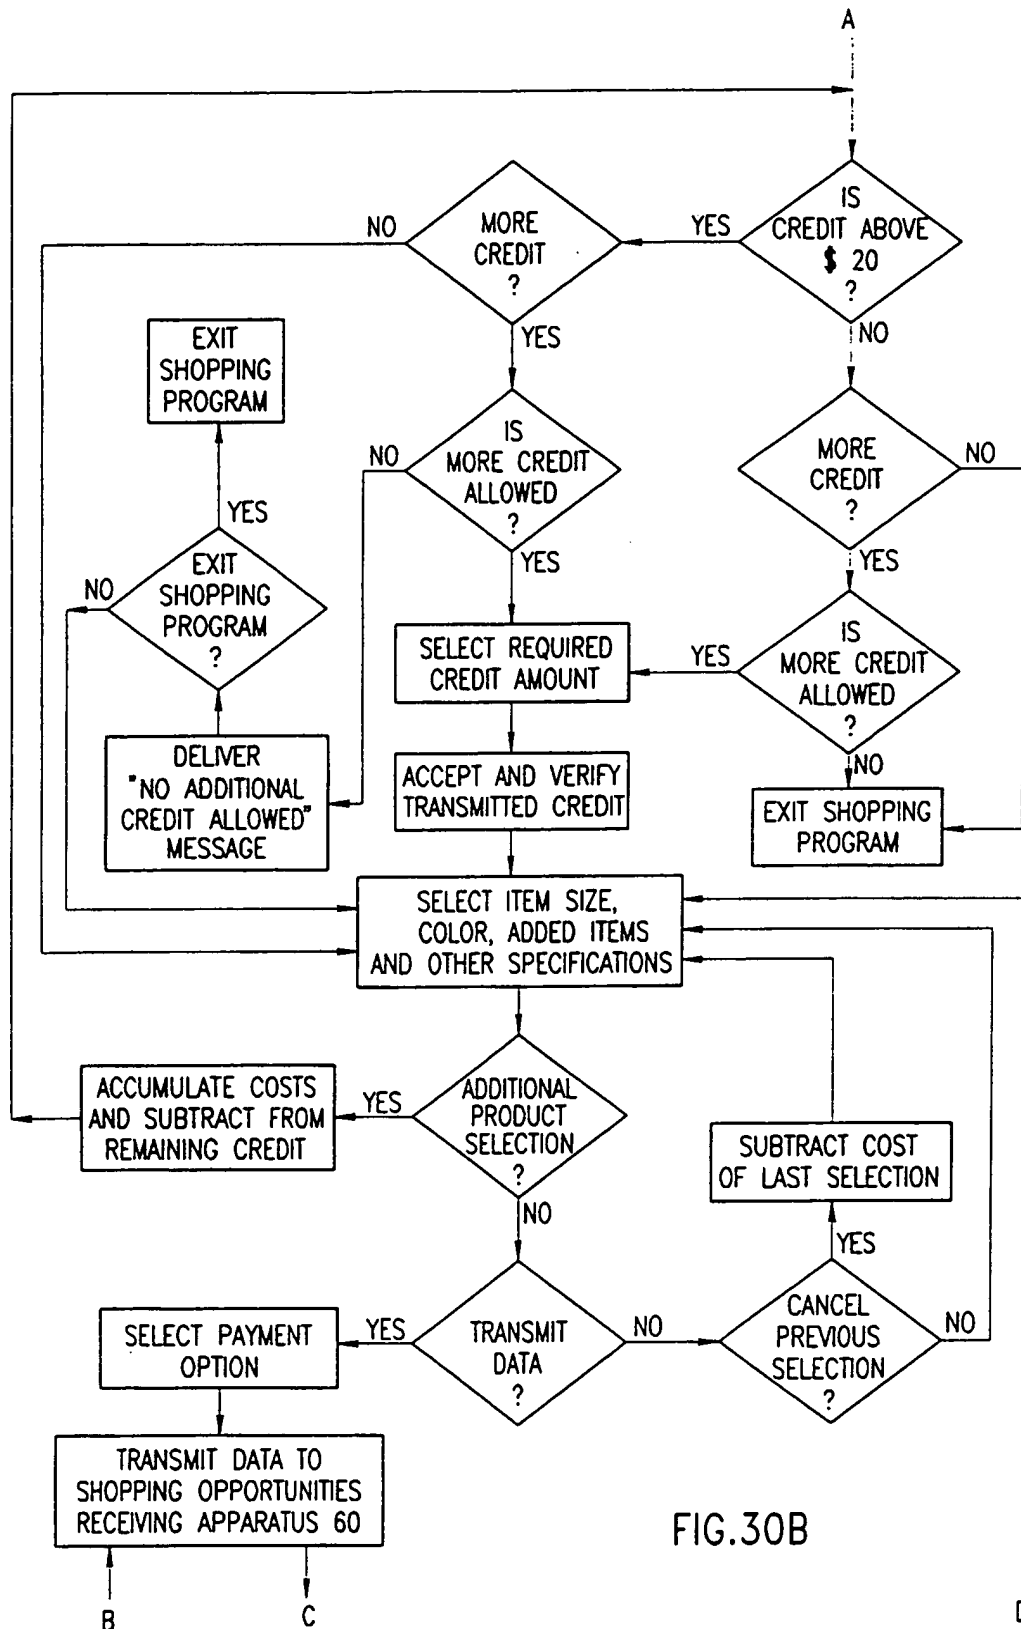 A
IS
CREDIT ABOVE
$ 20
?
YES
NO
MORE
CREDIT
?
NO
YES
EXIT
SHOPPING
PROGRAM
IS
MORE CREDIT
ALLOWED
?
NO
YES
MORE
CREDIT
?
NO
YES
YES
EXIT
SHOPPING
PROGRAM
?
NO
SELECT REQUIRED
CREDIT AMOUNT
YES
IS
MORE CREDIT
ALLOWED
?
NO
DELIVER
"NO ADDITIONAL
CREDIT ALLOWED"
MESSAGE
ACCEPT AND VERIFY
TRANSMITTED CREDIT
EXIT SHOPPING
PROGRAM
SELECT ITEM SIZE,
COLOR, ADDED ITEMS
AND OTHER SPECIFICATIONS
ACCUMULATE COSTS
AND SUBTRACT FROM
REMAINING CREDIT
YES
ADDITIONAL
PRODUCT
SELECTION
?
NO
SUBTRACT COST
OF LAST SELECTION
YES
SELECT PAYMENT
OPTION
YES
TRANSMIT
DATA
?
NO
CANCEL
PREVIOUS
SELECTION
?
NO
TRANSMIT DATA TO
SHOPPING OPPORTUNITIES
RECEIVING APPARATUS 60
B
C
FIG.30B